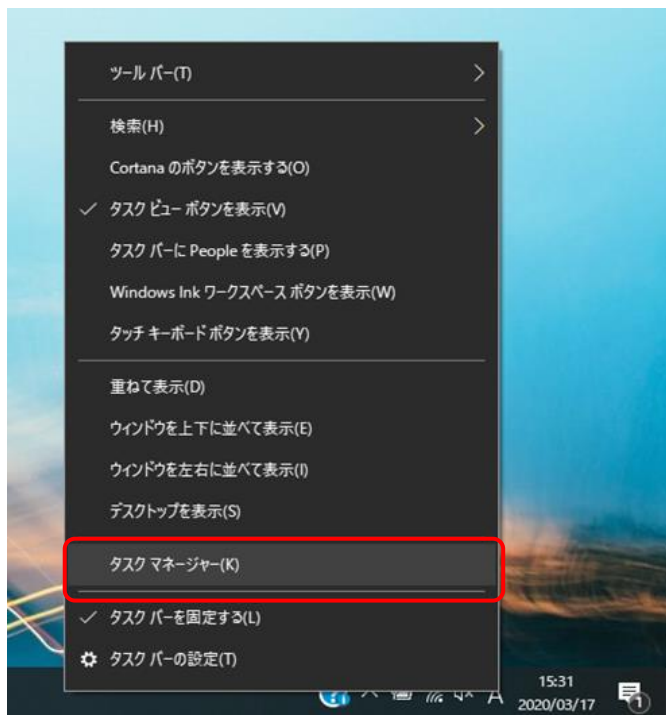 ツール バー(T)
検索(H)
Cortana のボタンを表示する(O)
タスク ビュー ボタンを表示(V)
タスク バーに People を表示する(P)
Windows Ink ワークスペース ボタンを表示(W)
タッチ キーボード ボタンを表示(Y)
重ねて表示(D)
ウィンドウを上下に並べて表示(E)
ウィンドウを左右に並べて表示(I)
デスクトップを表示(S)
タスク マネージャー(K)
タスク バーを固定する(L)
タスク バーの設定(T)
A
15:31
2020/03/17
1